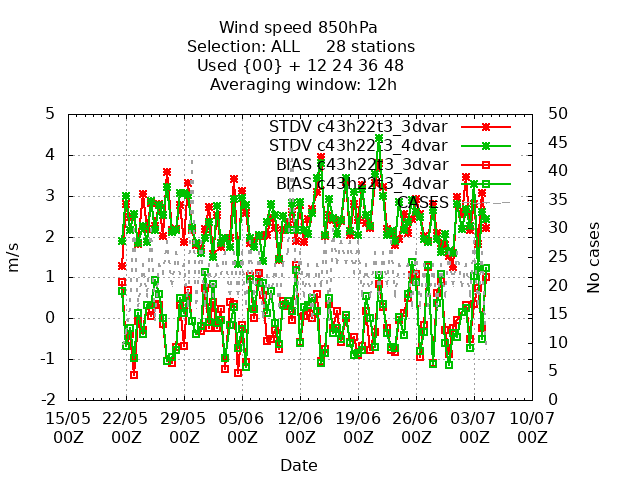 Wind speed 850hPa
Selection: ALL     28 stations
Used {00} + 12 24 36 48
Averaging window: 12h
STDV c43h22t3_3dvar
STDV c43h22t3_4dvar
BIAS c43h22t3_3dvar
BIAS c43h22t3_4dvar
CASES
m/s
5
4
3
2
1
0
-1
-2
No cases
50
45
40
35
30
25
20
15
10
5
0
15/05 22/05 29/05 05/06 12/06 19/06 26/06 03/07 10/07
00Z 00Z 00Z 00Z 00Z 00Z 00Z 00Z 00Z
Date